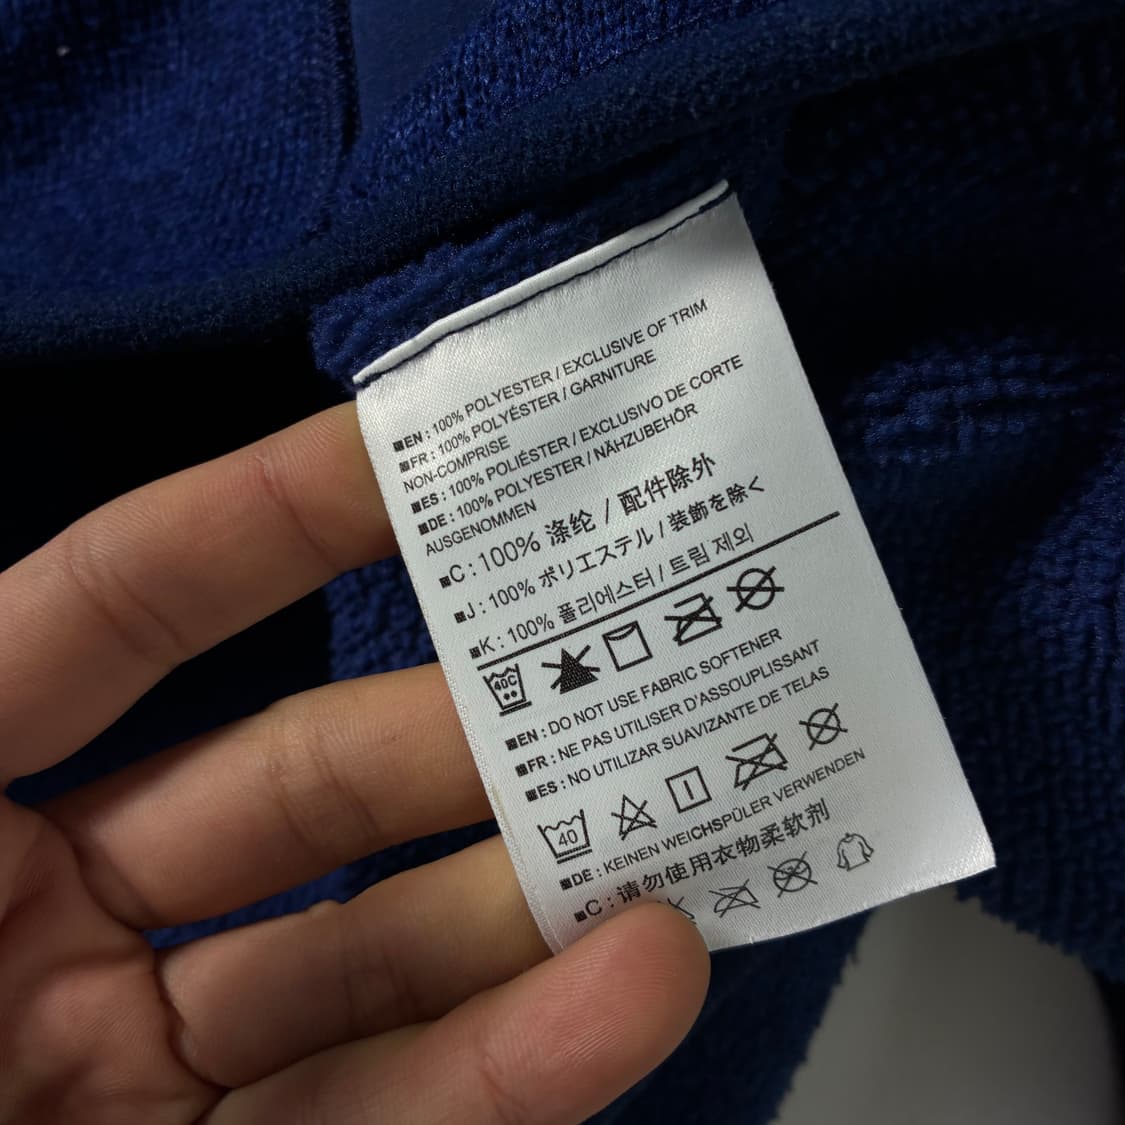 ■EN : 100% POLYESTER / EXCLUSIVE OF TRIM
■FR : 100% POLYÉSTER / GARNITURE
NON-COMPRISE
■ES : 100% POLIÉSTER / EXCLUSIVO DE CORTE
■DE : 100% POLYESTER / NÄHZUBEHÖR
AUSGENOMMEN
■C : 100% 涤纶 / 配件除外
■J : 100% ポリエステル / 装飾を除く
■K : 100% 폴리에스터 / 트림 제외
40C
■EN : DO NOT USE FABRIC SOFTENER
■FR : NE PAS UTILISER D'ASSOUPLISSANT
■ES : NO UTILIZAR SUAVIZANTE DE TELAS
40
■DE : KEINEN WEICHSPÜLER VERWENDEN
■C : 请勿使用衣物柔软剂